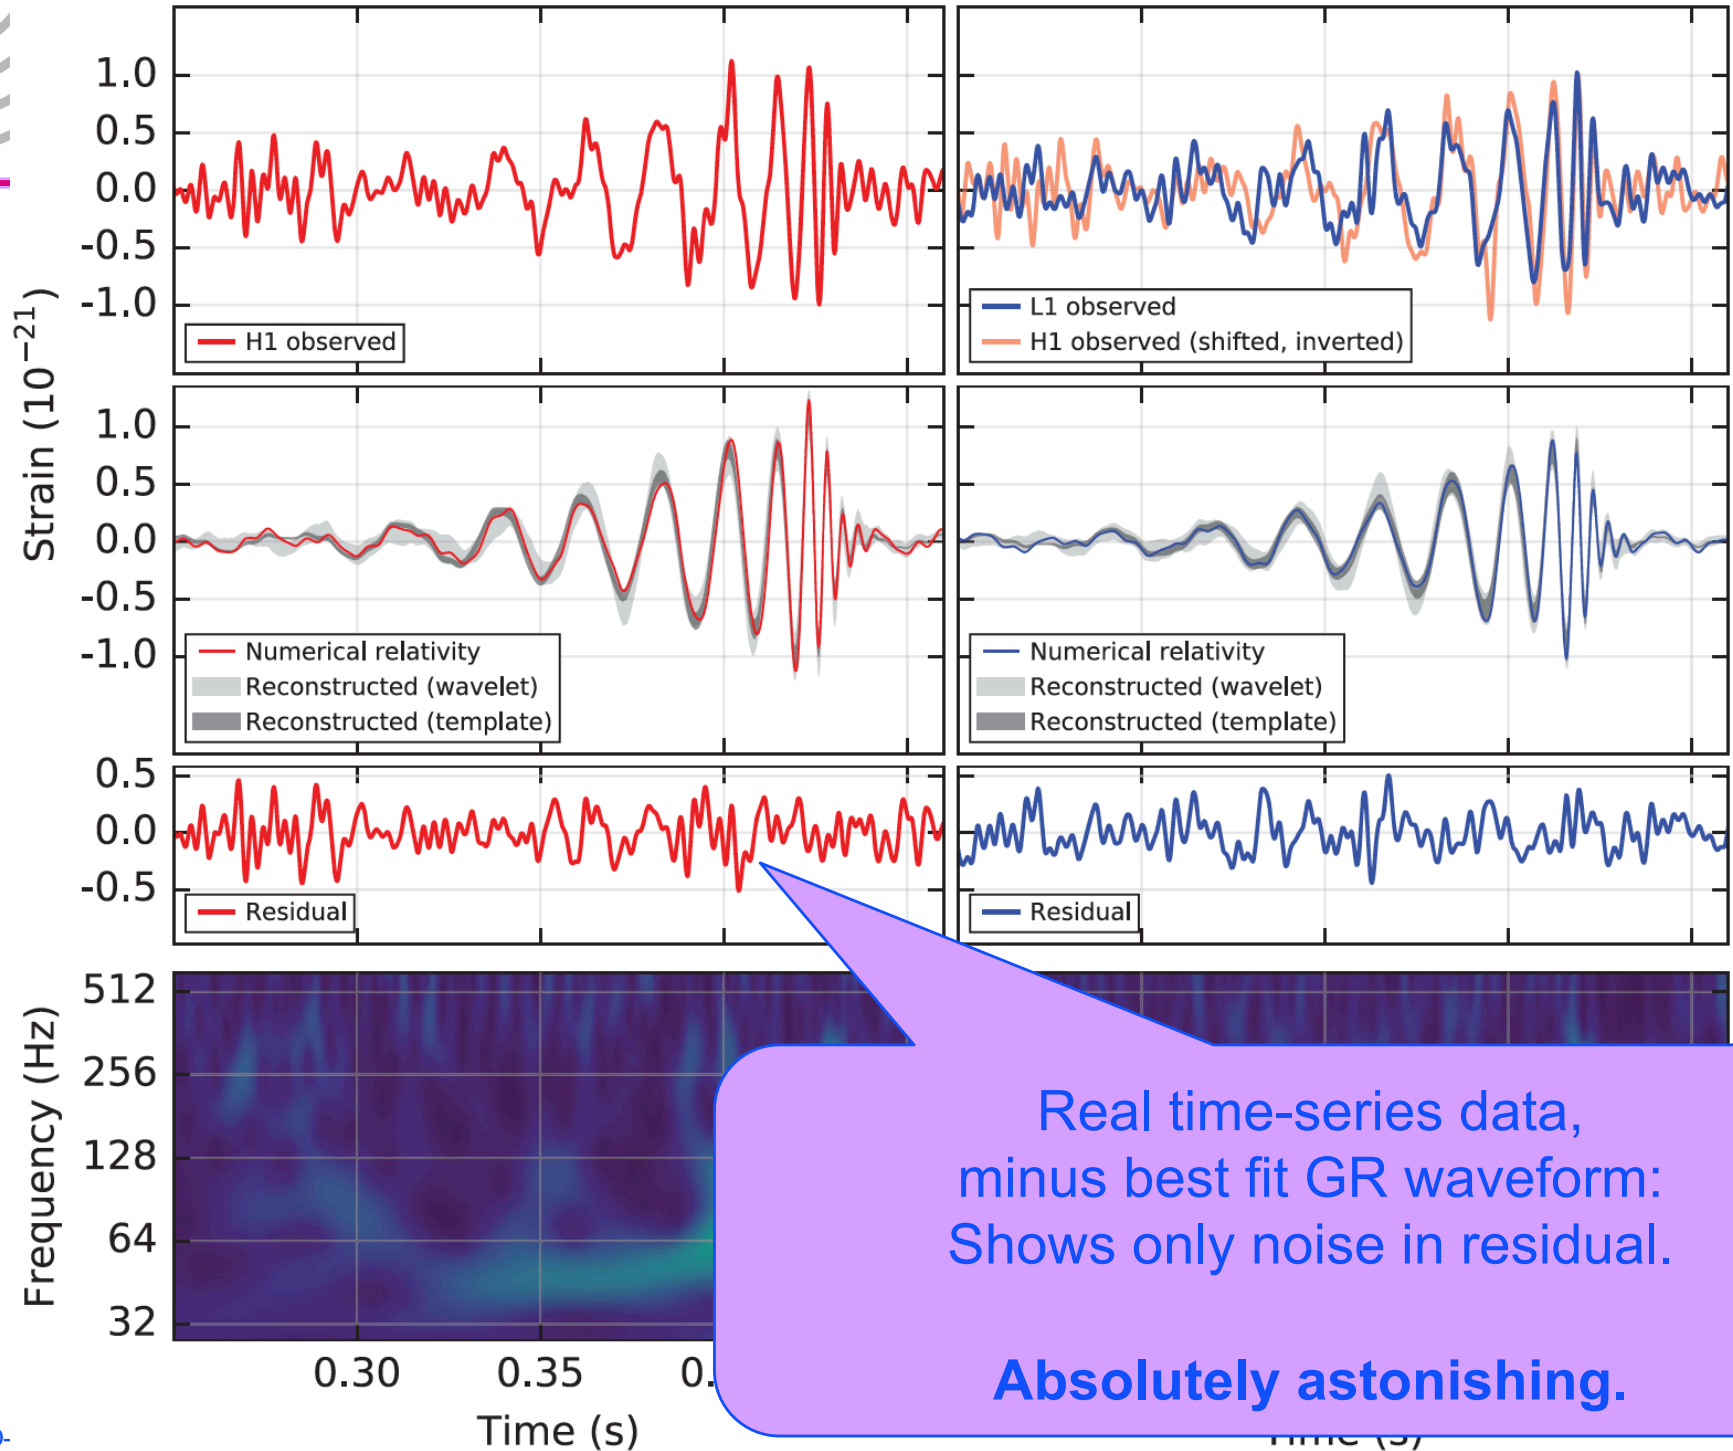 Strain (10⁻²¹)
1.0
0.5
0.0
-0.5
-1.0
H1 observed
L1 observed
H1 observed (shifted, inverted)
1.0
0.5
0.0
-0.5
-1.0
Numerical relativity
Reconstructed (wavelet)
Reconstructed (template)
Numerical relativity
Reconstructed (wavelet)
Reconstructed (template)
0.5
0.0
-0.5
Residual
Residual
Frequency (Hz)
512
256
128
64
32
0.30
0.35
0.
Time (s)
Real time-series data,
minus best fit GR waveform:
Shows only noise in residual.
Absolutely astonishing.